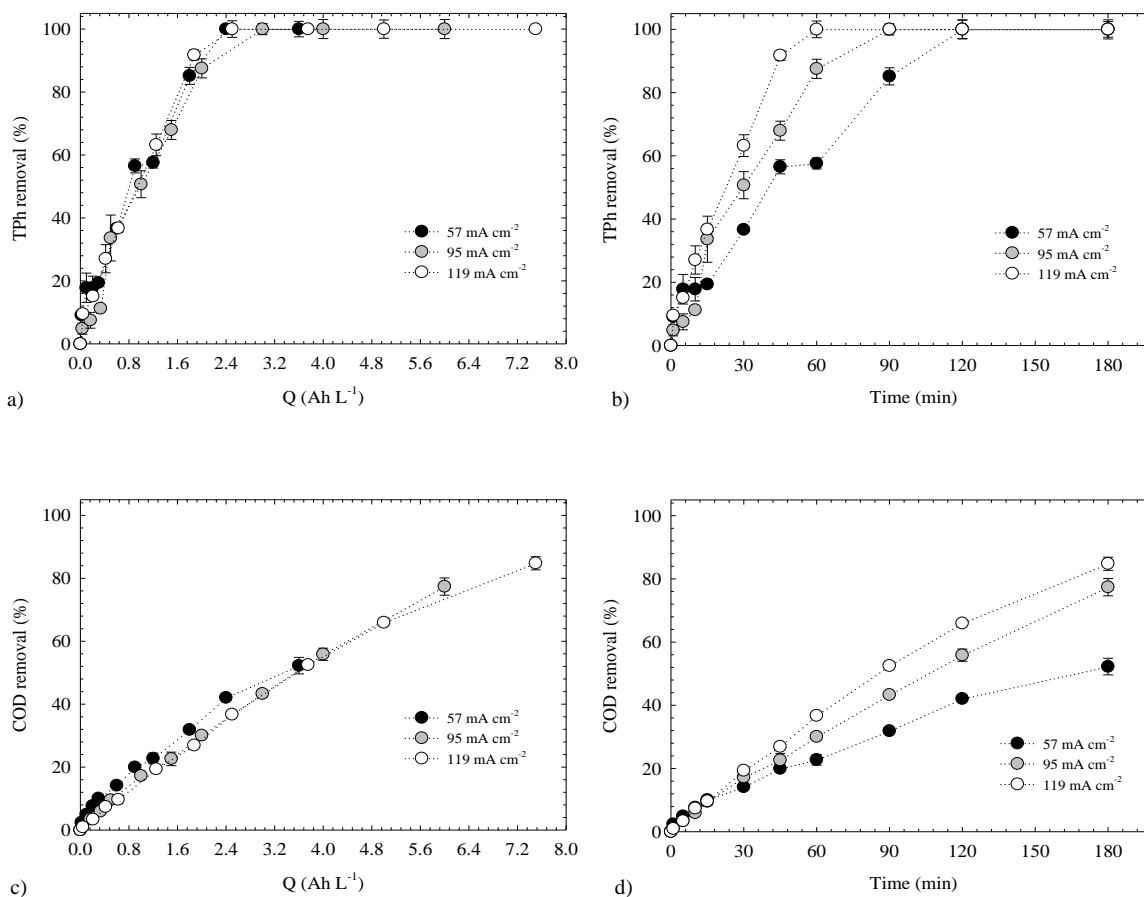 TPh removal (%)
100
80
60
40
20
0
57 mA cm⁻²
95 mA cm⁻²
119 mA cm⁻²
0.0 0.8 1.6 2.4 3.2 4.0 4.8 5.6 6.4 7.2 8.0
Q (Ah L⁻¹)
a)
TPh removal (%)
100
80
60
40
20
0
57 mA cm⁻²
95 mA cm⁻²
119 mA cm⁻²
0 30 60 90 120 150 180
Time (min)
b)
COD removal (%)
100
80
60
40
20
0
57 mA cm⁻²
95 mA cm⁻²
119 mA cm⁻²
0.0 0.8 1.6 2.4 3.2 4.0 4.8 5.6 6.4 7.2 8.0
Q (Ah L⁻¹)
c)
COD removal (%)
100
80
60
40
20
0
57 mA cm⁻²
95 mA cm⁻²
119 mA cm⁻²
0 30 60 90 120 150 180
Time (min)
d)